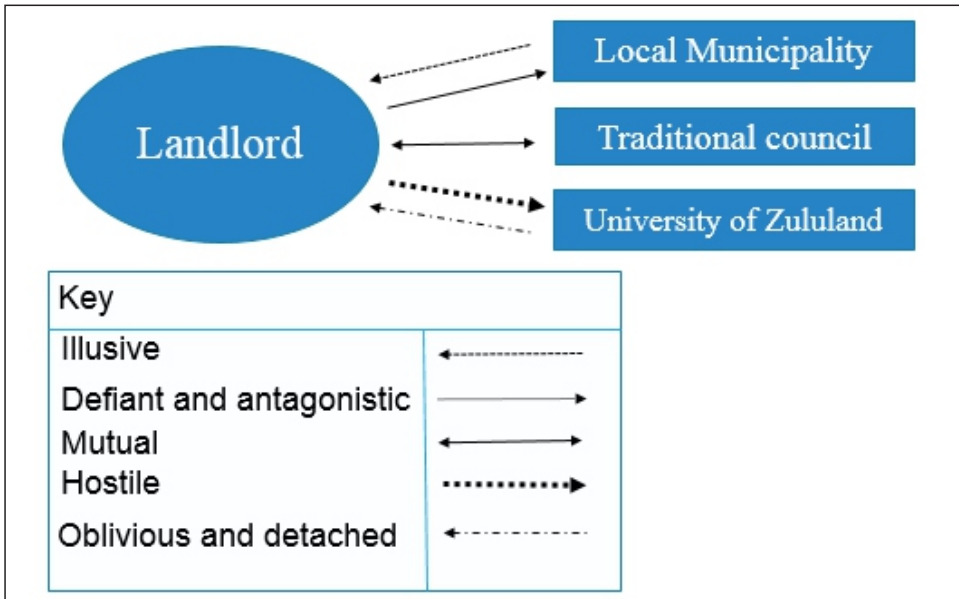 Local Municipality
Landlord
Traditional council
University of Zululand
Key
Illusive
Defiant and antagonistic
Mutual
Hostile
Oblivious and detached